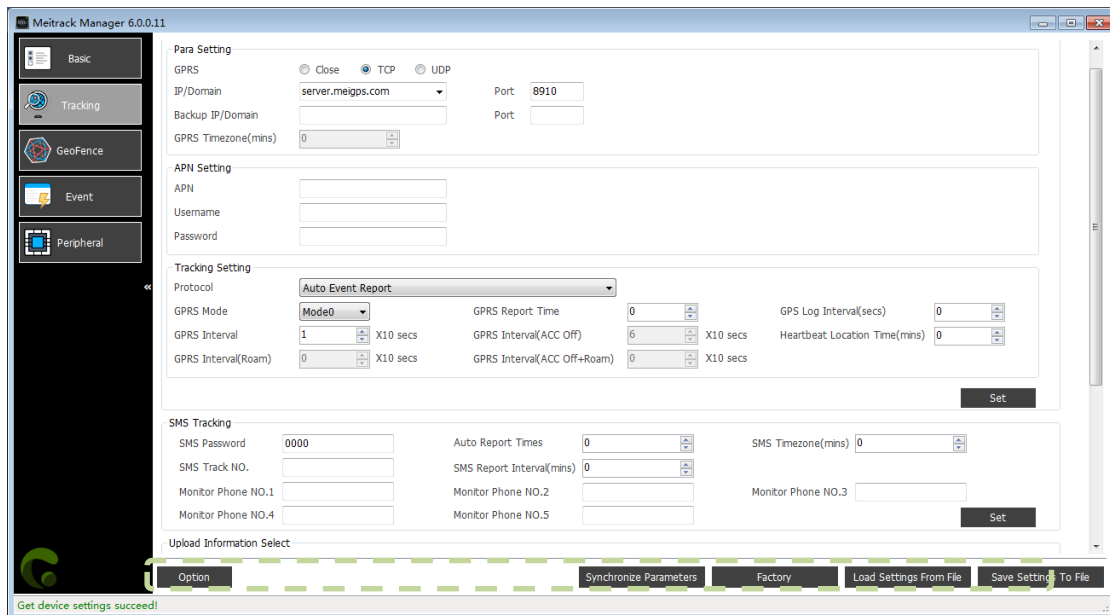 Meitrack Manager 6.0.0.11
Basic
Tracking
GeoFence
Event
Peripheral
«
Para Setting
GPRS Close TCP UDP
IP/Domain server.meigps.com Port 8910
Backup IP/Domain Port
GPRS Timezone(mins) 0
APN Setting
APN
Username
Password
Tracking Setting
Protocol Auto Event Report
GPRS Mode Mode0 GPRS Report Time 0 GPS Log Interval(secs) 0
GPRS Interval 1 X10 secs GPRS Interval(ACC Off) 6 X10 secs Heartbeat Location Time(mins) 0
GPRS Interval(Roam) 0 X10 secs GPRS Interval(ACC Off+Roam) 0 X10 secs
Set
SMS Tracking
SMS Password 0000 Auto Report Times 0 SMS Timezone(mins) 0
SMS Track NO. SMS Report Interval(mins) 0
Monitor Phone NO.1 Monitor Phone NO.2 Monitor Phone NO.3
Monitor Phone NO.4 Monitor Phone NO.5 Set
Upload Information Select
Option Synchronize Parameters Factory Load Settings From File Save Settings To File
Get device settings succeed!